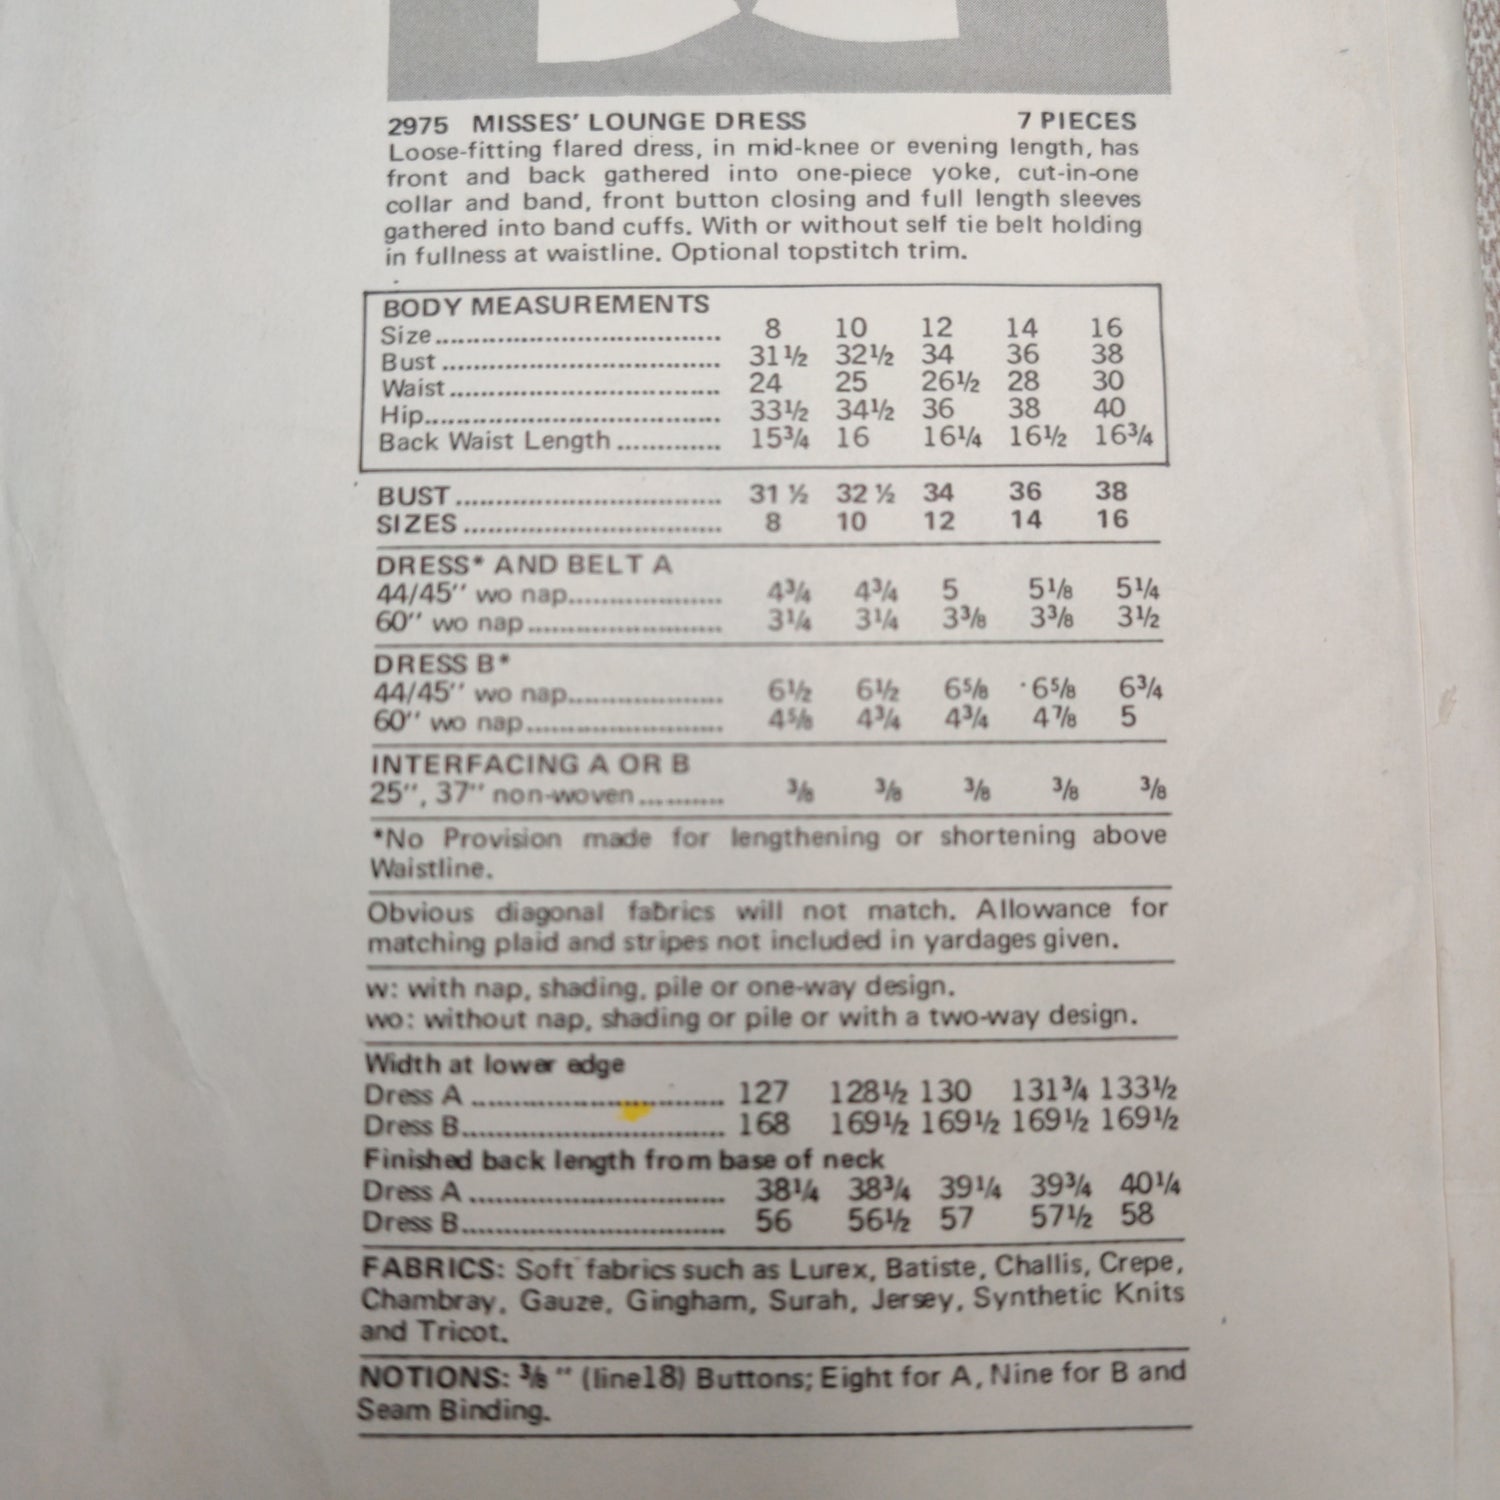 2975 MISSES' LOUNGE DRESS 7 PIECES
Loose-fitting flared dress, in mid-knee or evening length, has
front and back gathered into one-piece yoke, cut-in-one
collar and band, front button closing and full length sleeves
gathered into band cuffs. With or without self tie belt holding
in fullness at waistline. Optional topstitch trim.
BODY MEASUREMENTS
Size 8 10 12 14 16
Bust 31½ 32½ 34 36 38
Waist 24 25 26½ 28 30
Hip 33½ 34½ 36 38 40
Back Waist Length 15¾ 16 16¼ 16½ 16¾
BUST 31 ½ 32 ½ 34 36 38
SIZES 8 10 12 14 16
DRESS* AND BELT A
44/45" wo nap 4¾ 4¾ 5 5⅛ 5¼
60" wo nap 3¼ 3¼ 3⅜ 3⅜ 3½
DRESS B*
44/45" wo nap 6½ 6½ 6⅝ 6⅝ 6¾
60" wo nap 4⅝ 4¾ 4¾ 4⅞ 5
INTERFACING A OR B
25", 37" non-woven ⅜ ⅜ ⅜ ⅜ ⅜
*No Provision made for lengthening or shortening above
Waistline.
Obvious diagonal fabrics will not match. Allowance for
matching plaid and stripes not included in yardages given.
w: with nap, shading, pile or one-way design.
wo: without nap, shading or pile or with a two-way design.
Width at lower edge
Dress A 127 128½ 130 131¾ 133½
Dress B 168 169½ 169½ 169½ 169½
Finished back length from base of neck
Dress A 38¼ 38¾ 39¼ 39¾ 40¼
Dress B 56 56½ 57 57½ 58
FABRICS: Soft fabrics such as Lurex, Batiste, Challis, Crepe,
Chambray, Gauze, Gingham, Surah, Jersey, Synthetic Knits
and Tricot.
NOTIONS: ⅜ " (line18) Buttons; Eight for A, Nine for B and
Seam Binding.